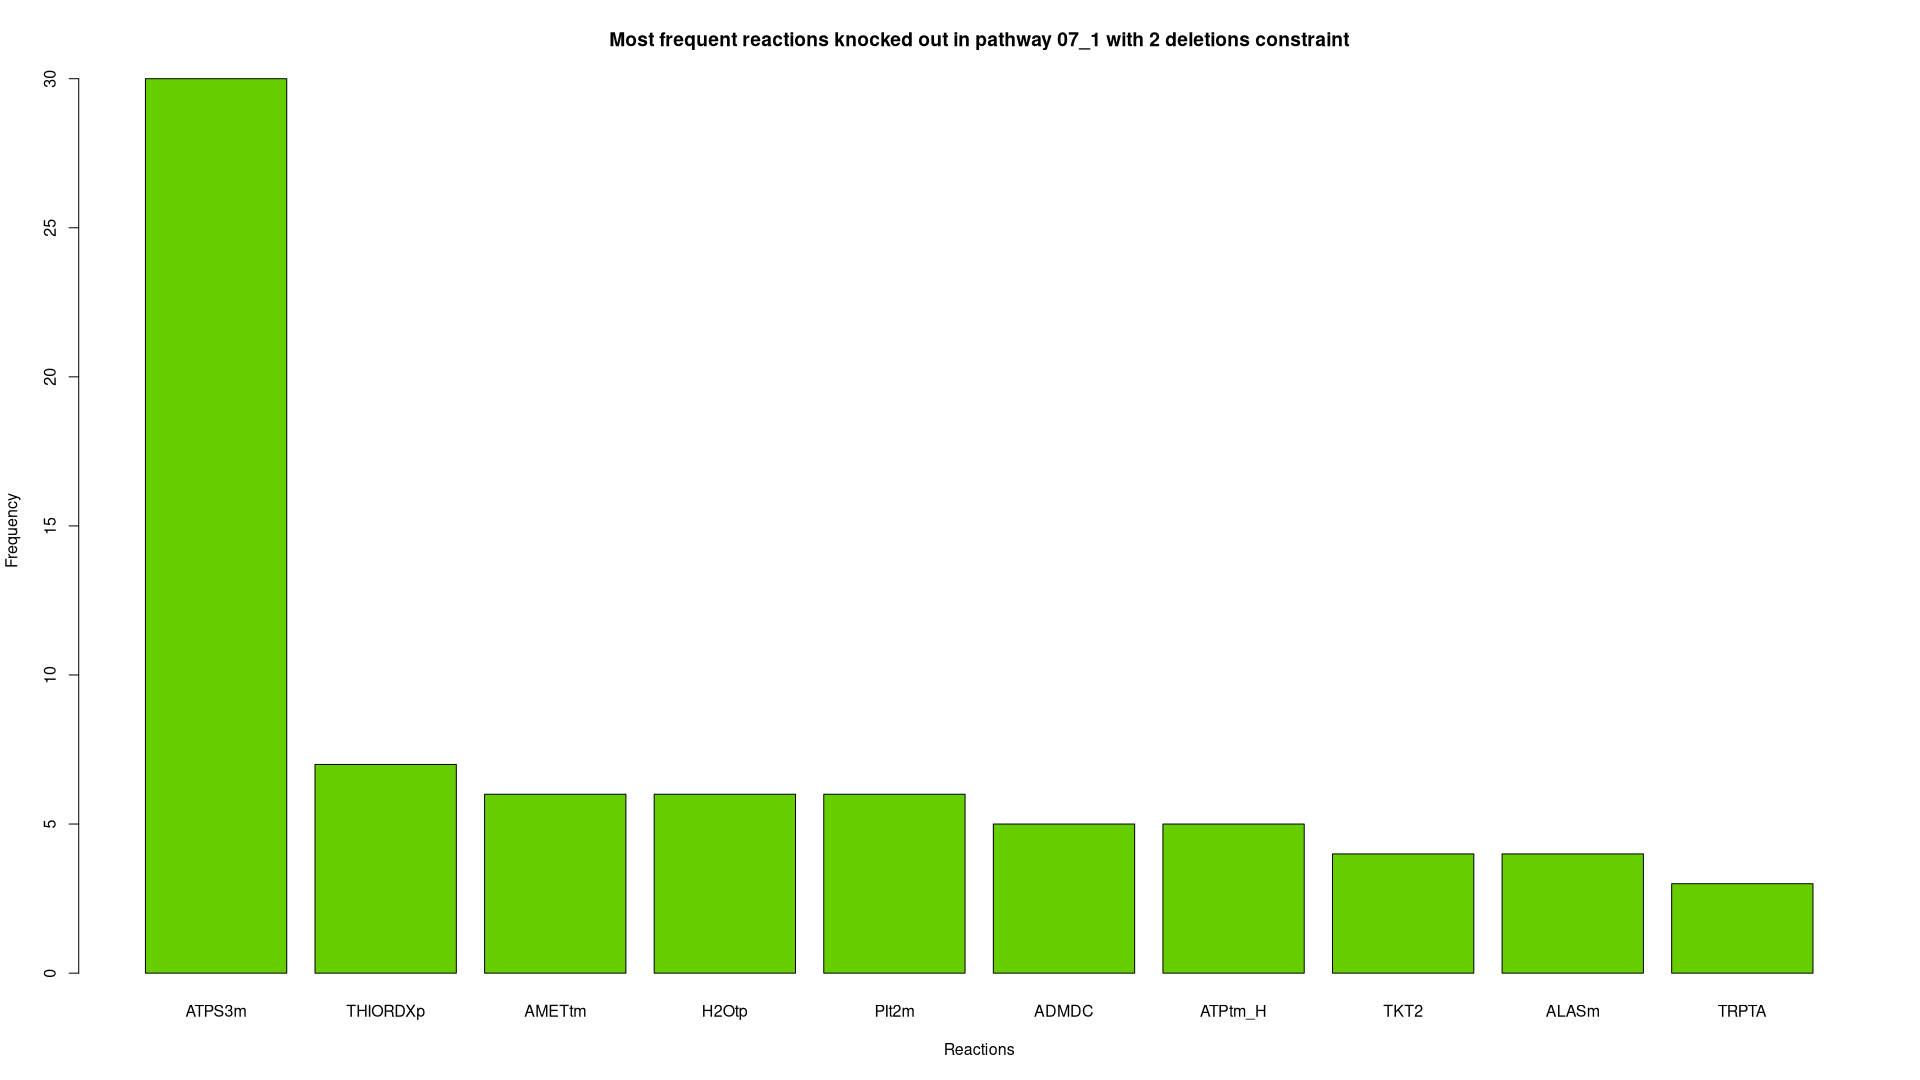 Most frequent reactions knocked out in pathway 07_1 with 2 deletions constraint
30
25
20
15
10
5
0
Frequency
ATPS3m THIORDXp AMETtm H2Otp PIt2m ADMDC ATPtm_H TKT2 ALASm TRPTA
Reactions